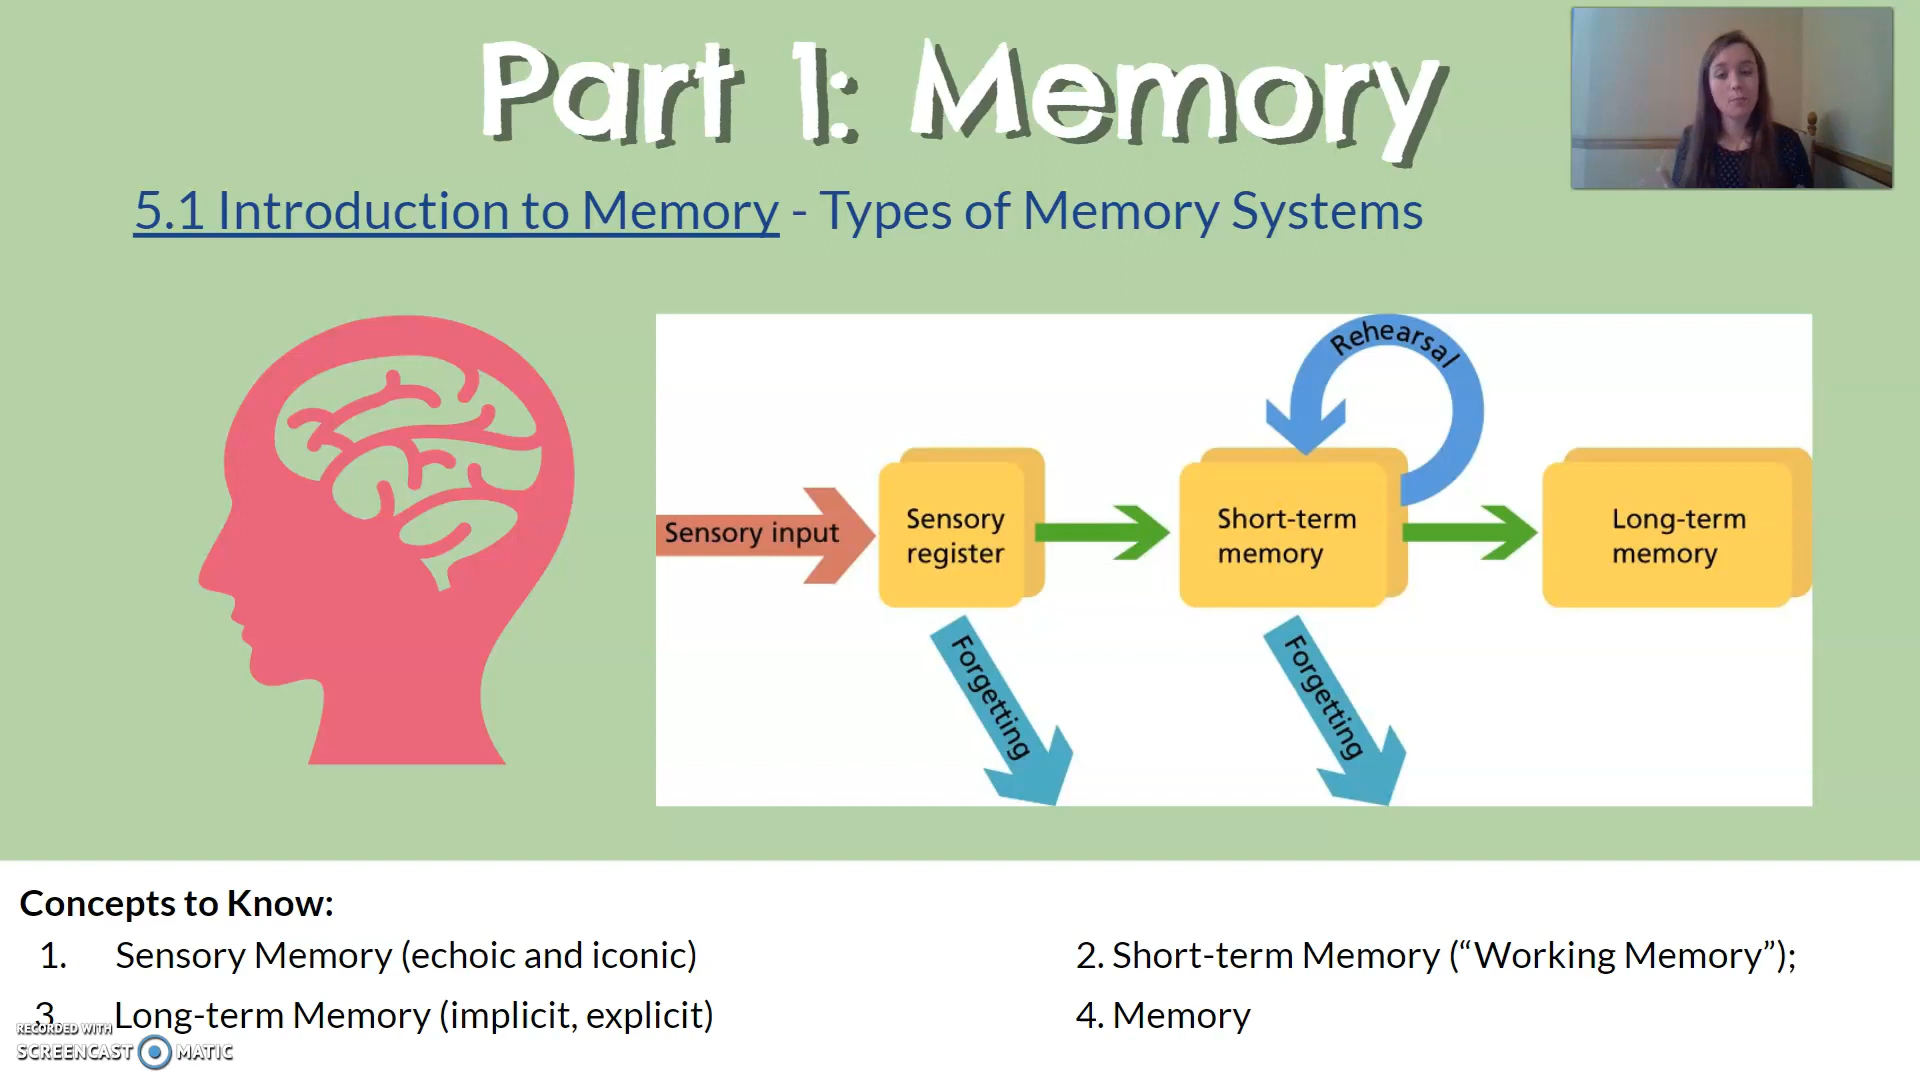 Part 1: Memory
5.1 Introduction to Memory - Types of Memory Systems
Rehearsal
Sensory input
Sensory
register
Short-term
memory
Long-term
memory
Forgetting
Forgetting
Concepts to Know:
1. Sensory Memory (echoic and iconic)
2. Short-term Memory (“Working Memory”);
3. Long-term Memory (implicit, explicit)
4. Memory
RECORDED WITH
SCREENCAST MATIC